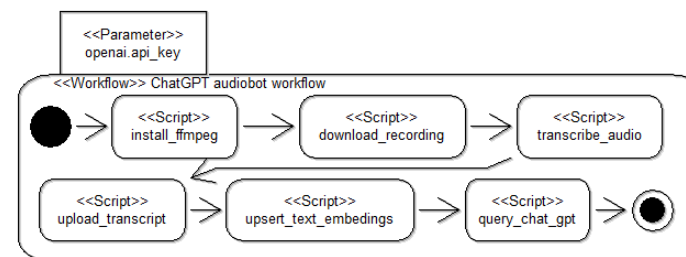 <<Parameter>>
openai.api_key
<<Workflow>> ChatGPT audiobot workflow
<<Script>>
install_ffmpeg
<<Script>>
download_recording
<<Script>>
transcribe_audio
<<Script>>
upload_transcript
<<Script>>
upsert_text_embedings
<<Script>>
query_chat_gpt